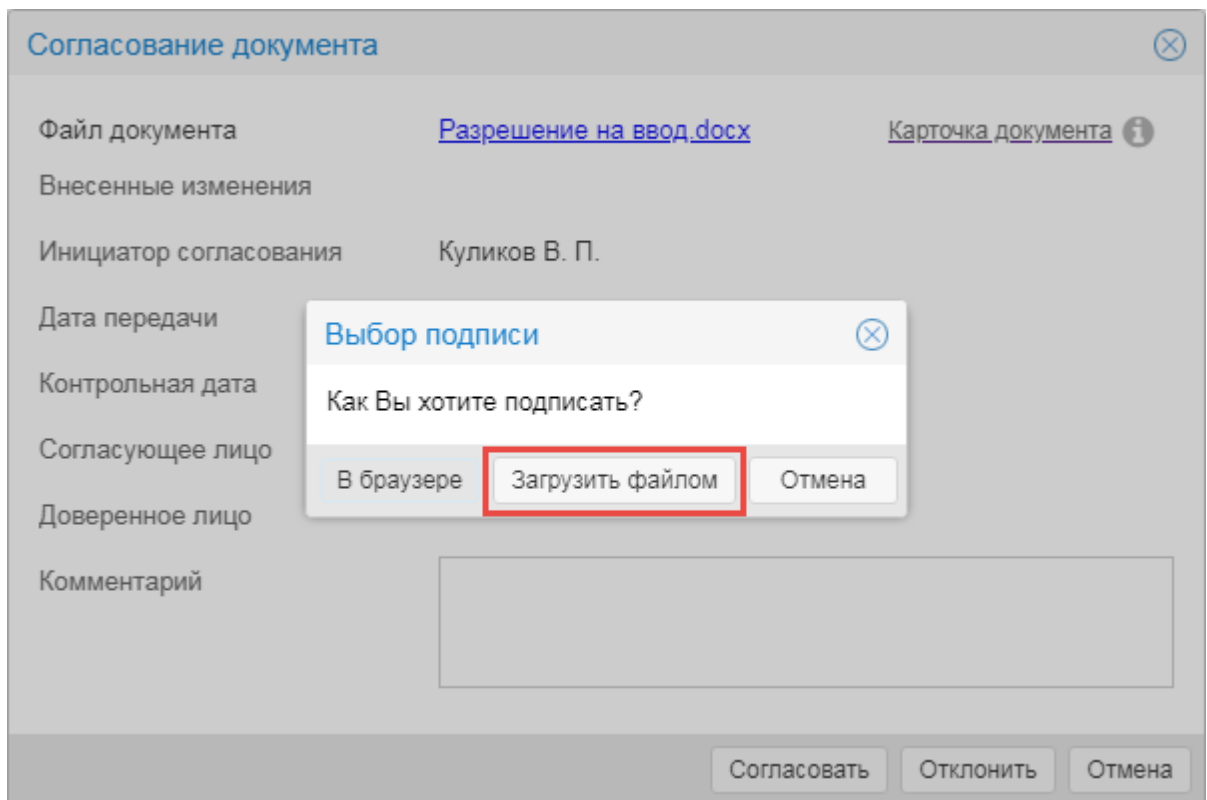 Согласование документа
Файл документа Разрешение на ввод.docx Карточка документа
Внесенные изменения
Инициатор согласования Куликов В. П.
Дата передачи
Выбор подписи
Контрольная дата
Как Вы хотите подписать?
Согласующее лицо
В браузере Загрузить файлом Отмена
Доверенное лицо
Комментарий
Согласовать Отклонить Отмена